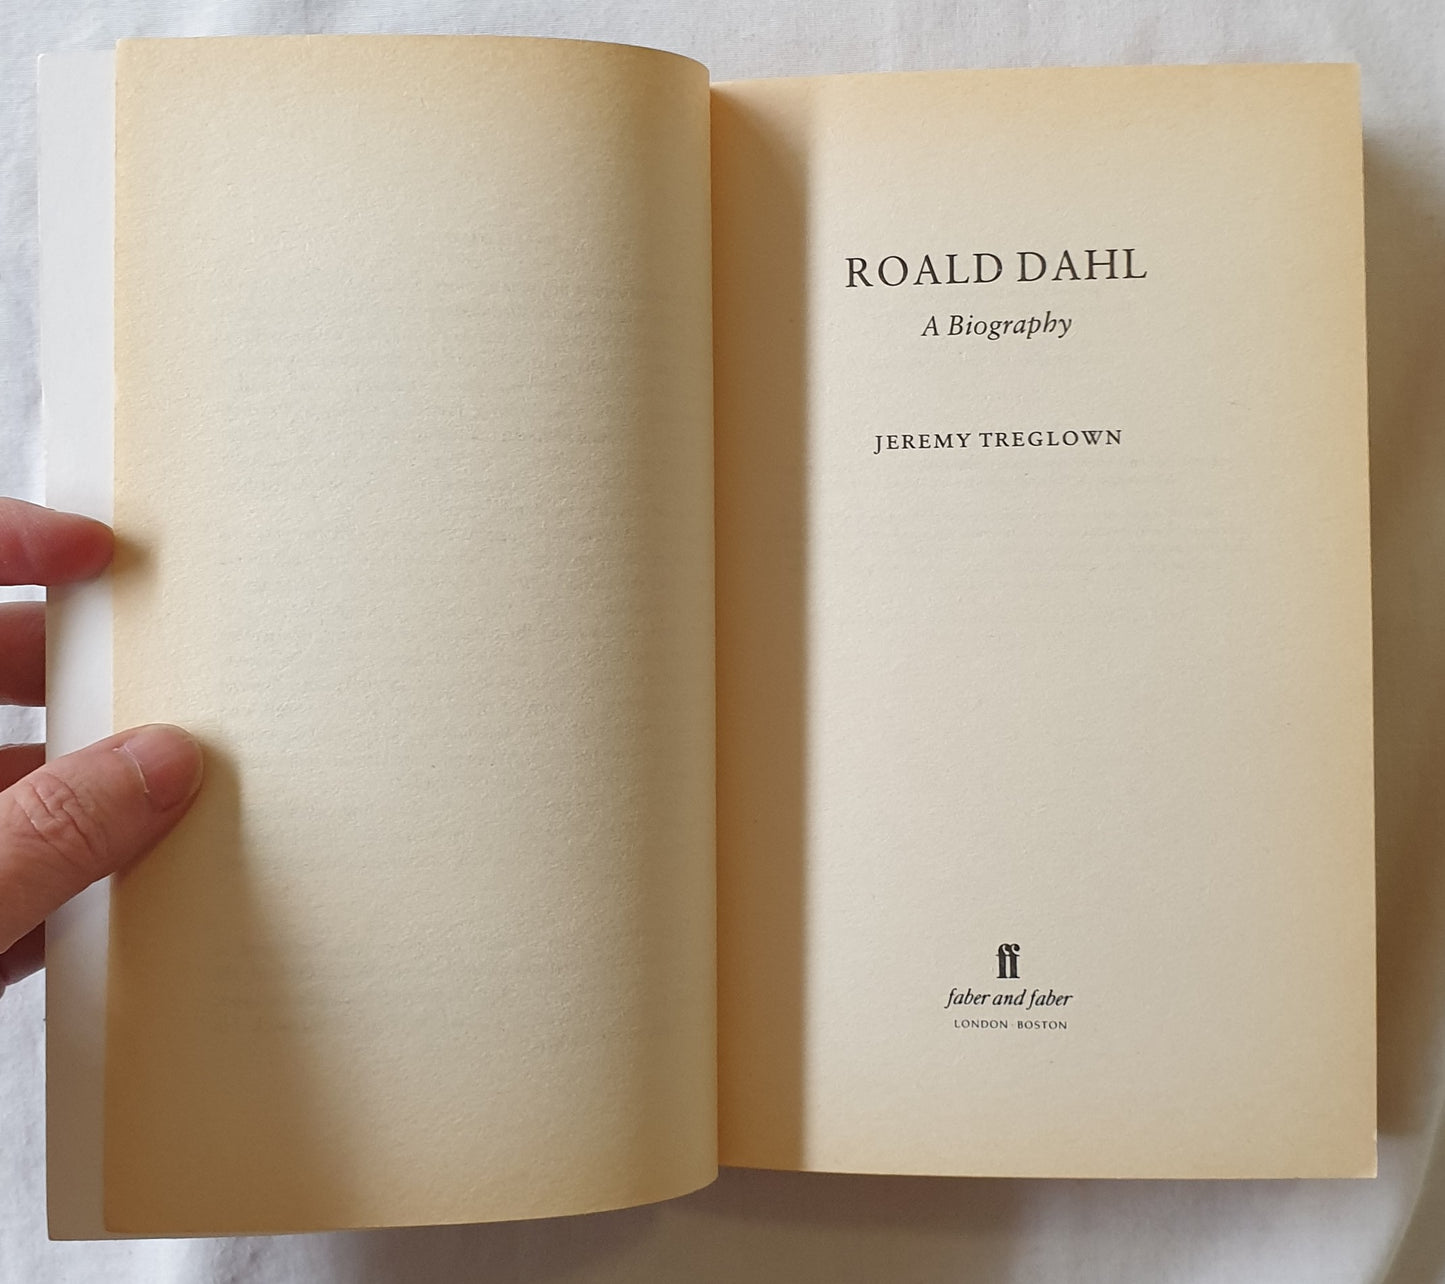 ROALD DAHL
A Biography
JEREMY TREGLOWN
ff
faber and faber
LONDON · BOSTON